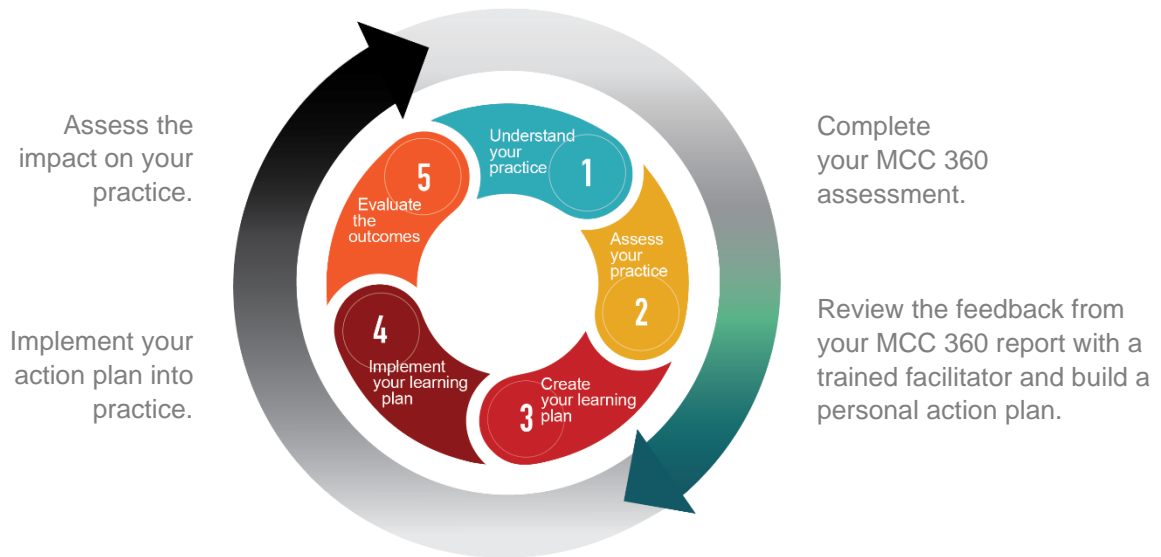 Assess the
impact on your
practice.
Implement your
action plan into
practice.
Understand
your
practice
1
Assess
your
practice
2
Create
your learning
plan
3
Implement
your learning
plan
4
Evaluate
the
outcomes
5
Complete
your MCC 360
assessment.
Review the feedback from
your MCC 360 report with a
trained facilitator and build a
personal action plan.